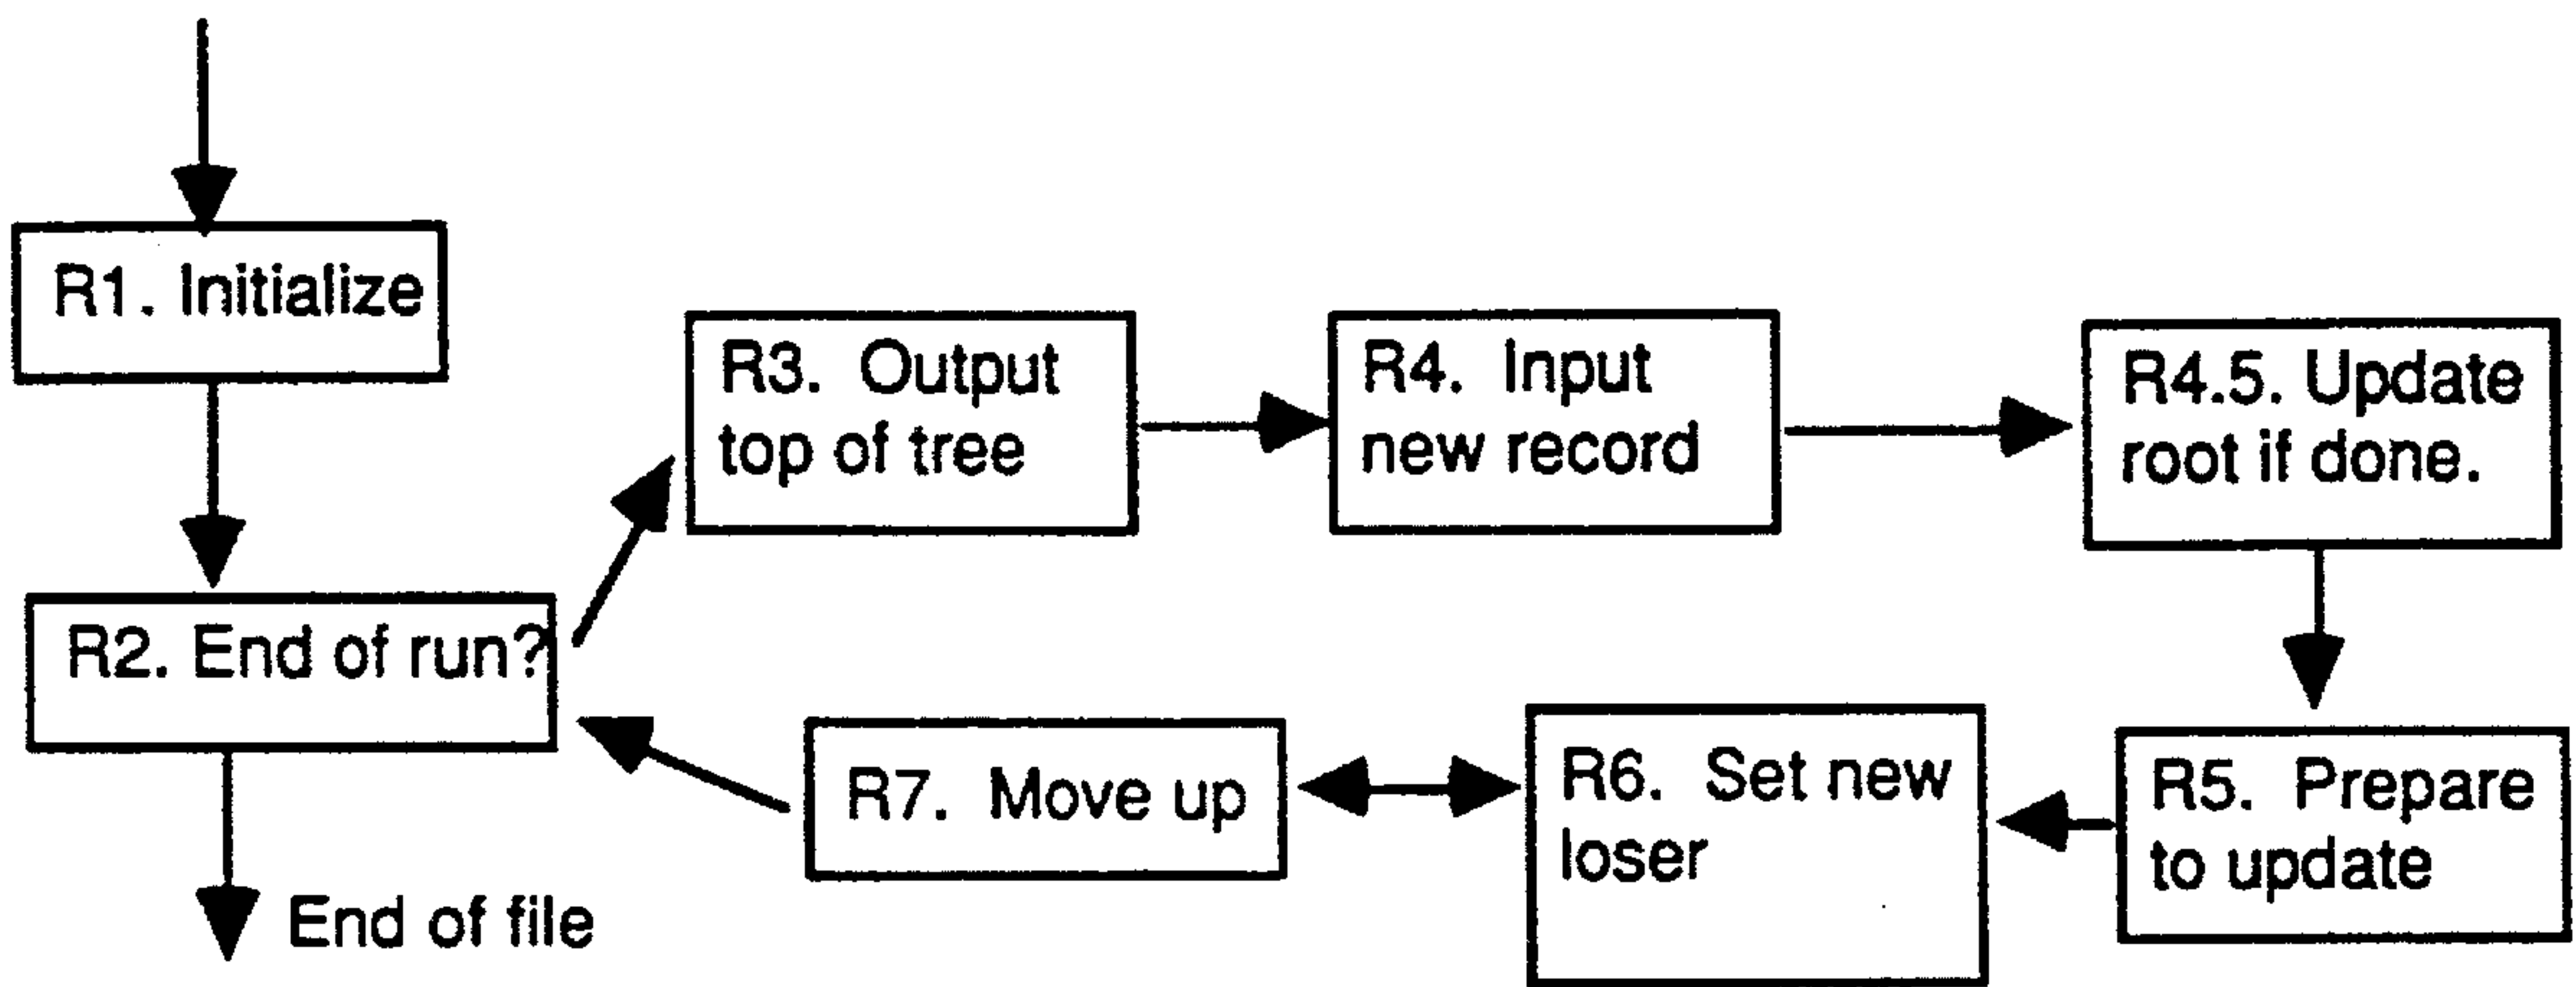 R1. Initialize
R2. End of run?
End of file
R3. Output
top of tree
R4. Input
new record
R4.5. Update
root if done.
R5. Prepare
to update
R6. Set new
loser
R7. Move up